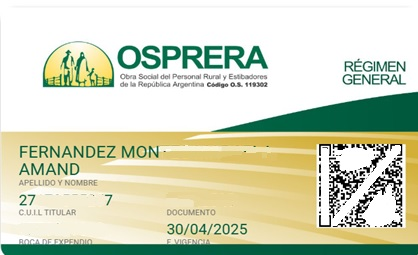 OSPRERA
Obra Social del Personal Rural y Estibadores
de la República Argentina Código O.S. 119302
RÉGIMEN
GENERAL
FERNANDEZ MON
AMAND
APELLIDO Y NOMBRE
27 7
C.U.I.L TITULAR
DOCUMENTO
30/04/2025
BOCA DE EXPENDIO
F. VIGENCIA